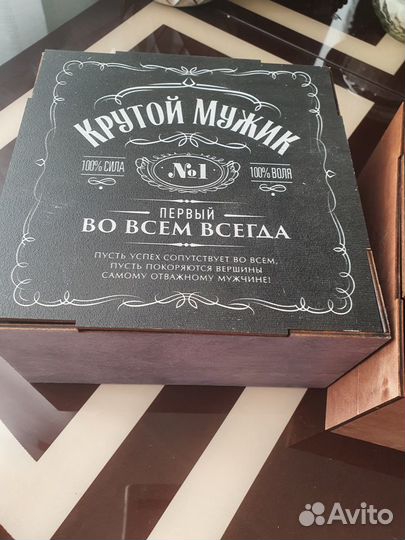 КРУТОЙ МУЖИК
100% СИЛА №1 100% ВОЛЯ
ПЕРВЫЙ
ВО ВСЕМ ВСЕГДА
ПУСТЬ УСПЕХ СОПУТСТВУЕТ ВО ВСЕМ,
ПУСТЬ ПОКОРЯЮТСЯ ВЕРШИНЫ
САМОМУ ОТВАЖНОМУ МУЖЧИНЕ!
Avito